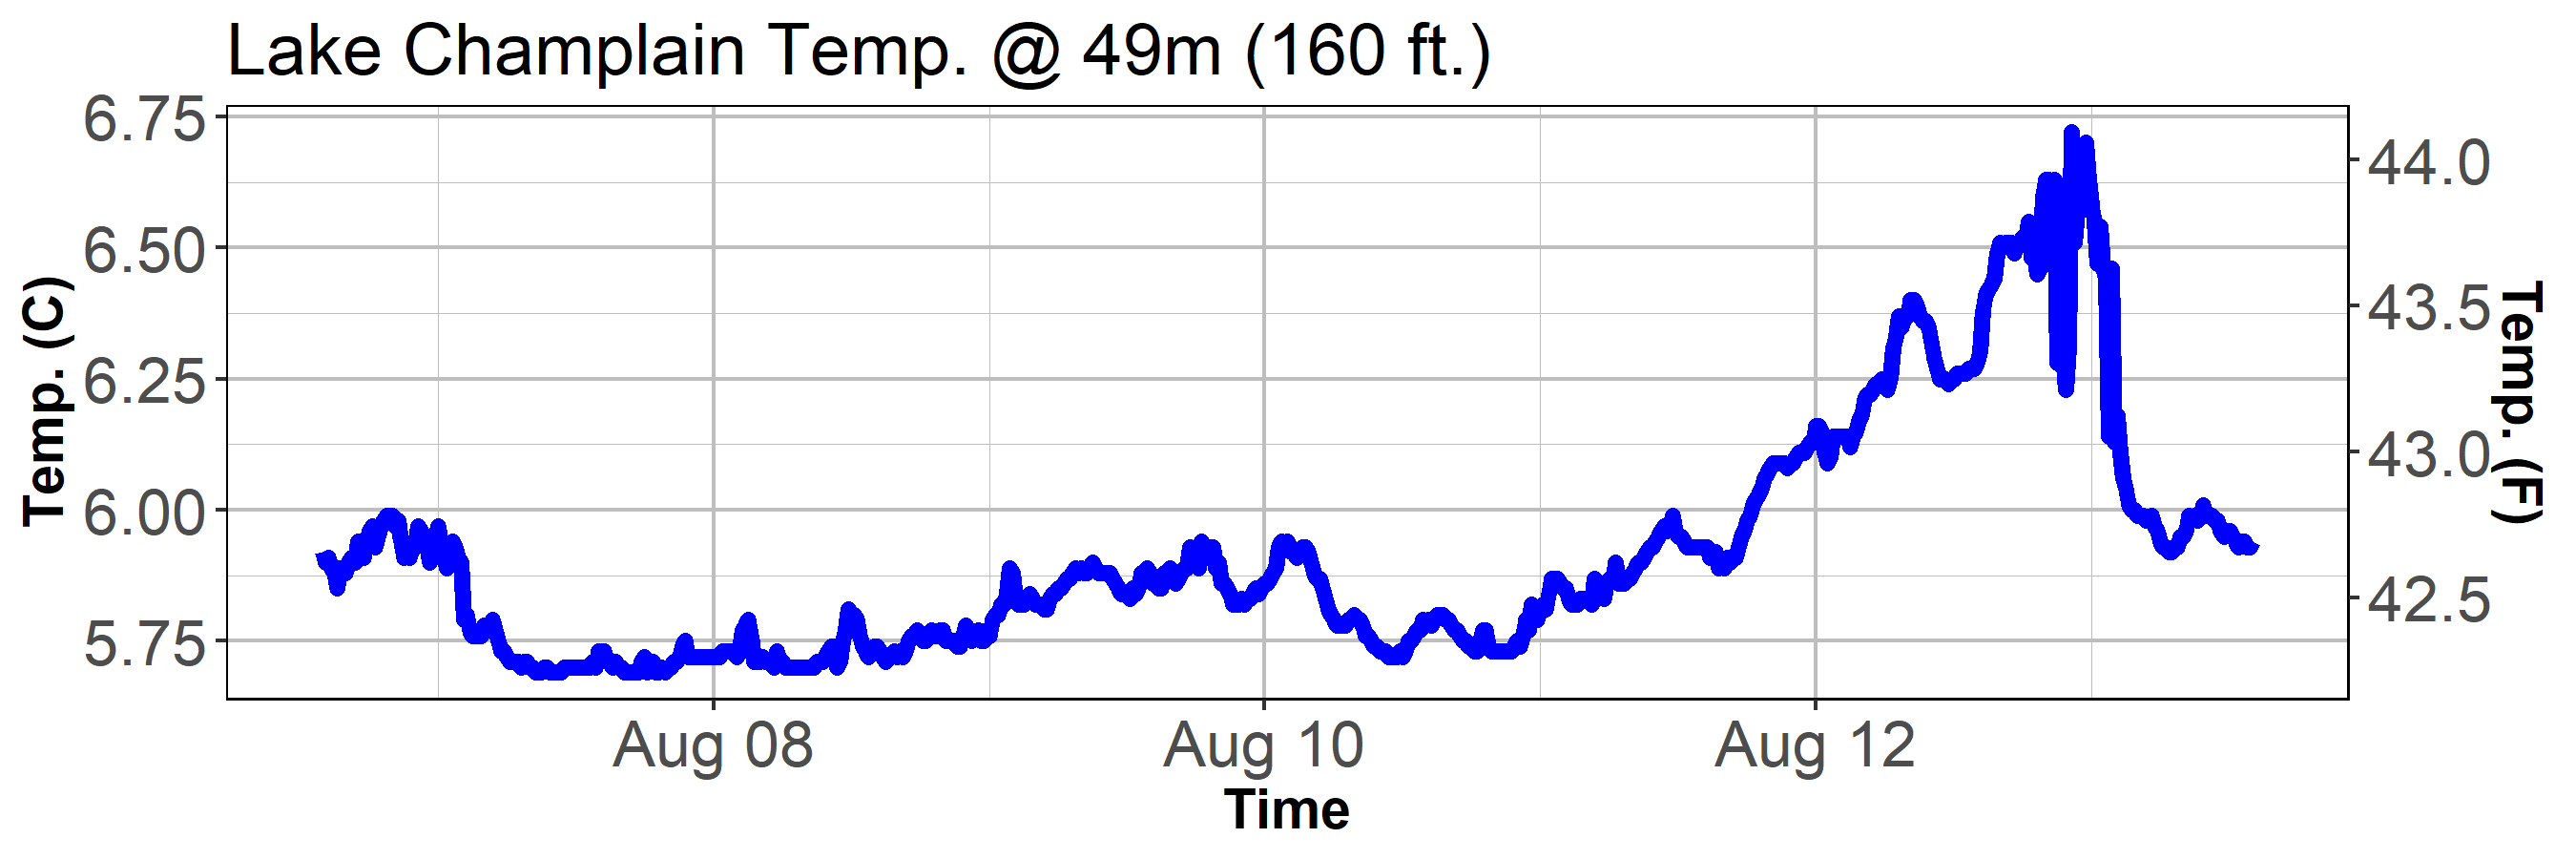 Lake Champlain Temp. @ 49m (160 ft.)
6.75
6.50
6.25
6.00
5.75
Temp. (C)
44.0
43.5
43.0
42.5
Temp. (F)
Aug 08
Aug 10
Aug 12
Time